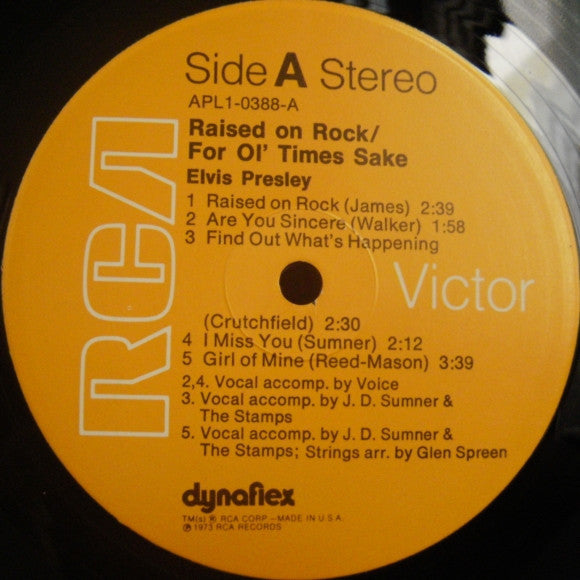 Side A Stereo
APL1-0388-A
Raised on Rock/
For Ol' Times Sake
Elvis Presley
1 Raised on Rock (James) 2:39
2 Are You Sincere (Walker) 1:58
3 Find Out What's Happening
RCA
Victor
(Crutchfield) 2:30
4 I Miss You (Sumner) 2:12
5 Girl of Mine (Reed-Mason) 3:39
2,4. Vocal accomp. by Voice
3. Vocal accomp. by J. D. Sumner &
The Stamps
5. Vocal accomp. by J. D. Sumner &
The Stamps; Strings arr. by Glen Spreen
dynaflex
TM(s) ® RCA CORP.–MADE IN U.S.A.
℗ 1973 RCA RECORDS